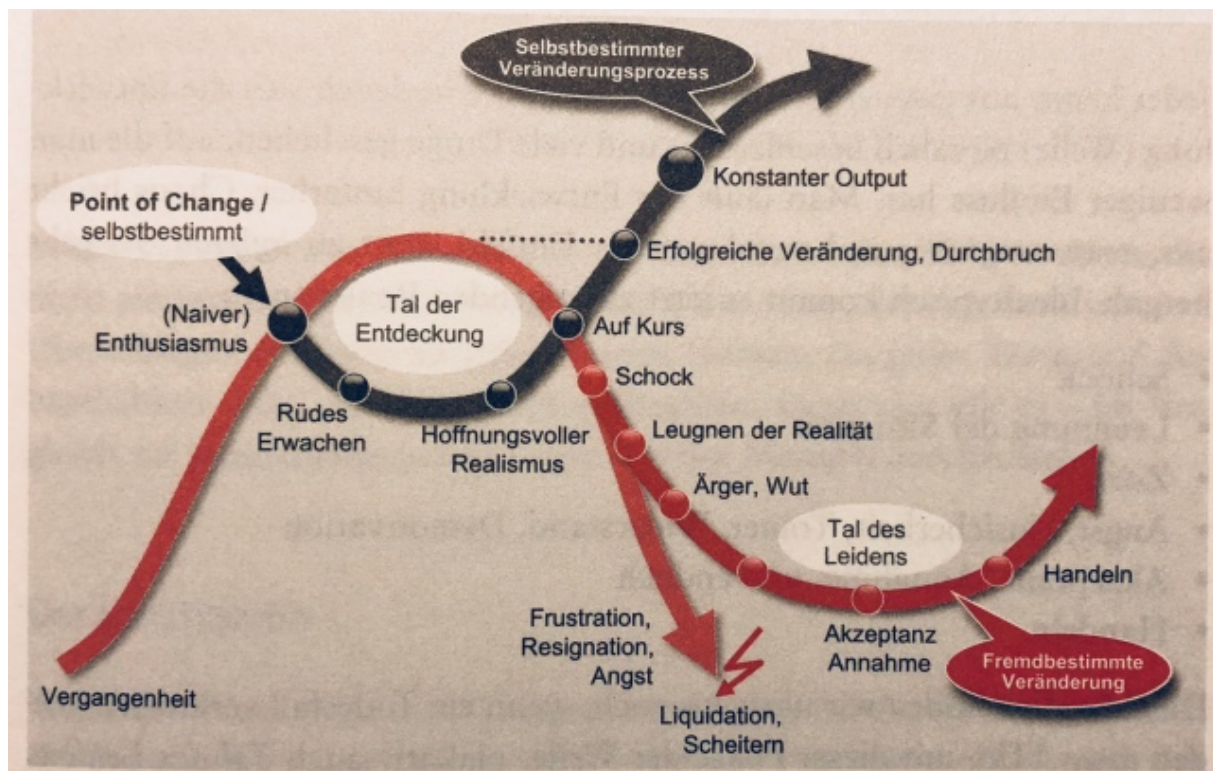 Selbstbestimmter
Veränderungsprozess
Konstanter Output
Point of Change /
selbstbestimmt
Erfolgreiche Veränderung, Durchbruch
(Naiver)
Enthusiasmus
Tal der
Entdeckung
Auf Kurs
Schock
Rüdes
Erwachen
Hoffnungsvoller
Realismus
Leugnen der Realität
Ärger, Wut
Tal des
Leidens
Handeln
Frustration,
Resignation,
Angst
Akzeptanz
Annahme
Fremdbestimmte
Veränderung
Vergangenheit
Liquidation,
Scheitern